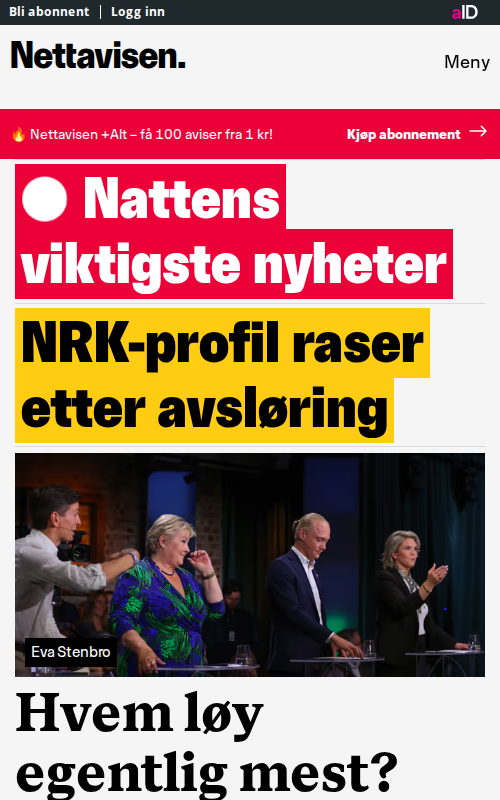 Bli abonnent | Logg inn
aID
Nettavisen.
Meny
🔥 Nettavisen +Alt – få 100 aviser fra 1 kr!
Kjøp abonnement →
Nattens
viktigste nyheter
NRK-profil raser
etter avsløring
Eva Stenbro
Hvem løy
egentlig mest?